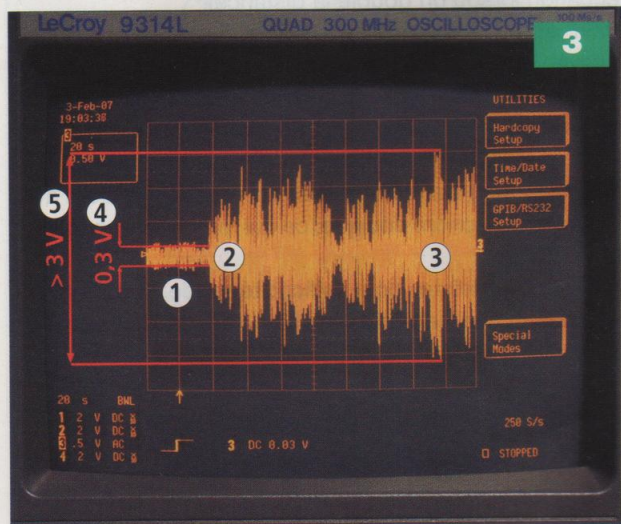 LeCroy 9314L QUAD 300 MHz OSCILLOSCOPE
3
3-Feb-07
19:03:38
3
20 s
0.50 V
UTILITIES
Hardcopy
Setup
Time/Date
Setup
GPIB/RS232
Setup
Special
Modes
5
> 3 V
4
0,3 V
1
2
3
3
20 s BWL
1 2 V DC
2 2 V DC
3 .5 V AC
4 2 V DC
3 DC 0.03 V
250 S/s
STOPPED